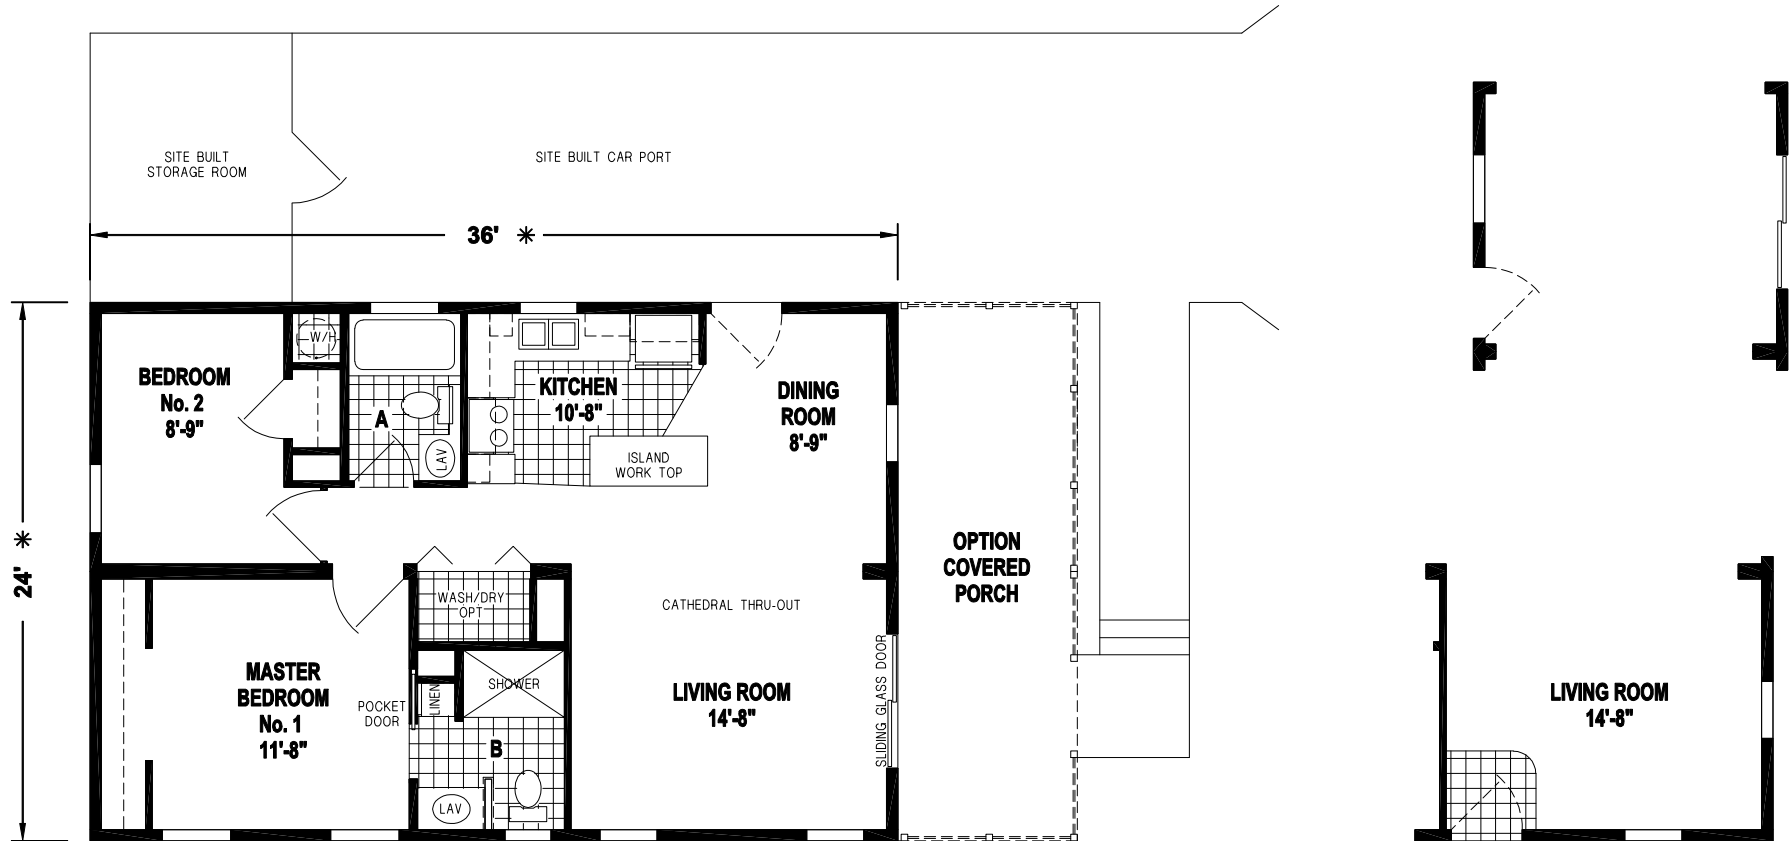 SITE BUILT
STORAGE ROOM
SITE BUILT CAR PORT
36' ✳
24' ✳
W/H
BEDROOM
No. 2
8'-9"
A
LAV
KITCHEN
10'-8"
ISLAND
WORK TOP
DINING
ROOM
8'-9"
OPTION
COVERED
PORCH
WASH/DRY
OPT
CATHEDRAL THRU-OUT
MASTER
BEDROOM
No. 1
11'-8"
POCKET
DOOR
LINEN
SHOWER
B
LAV
LIVING ROOM
14'-8"
SLIDING GLASS DOOR
LIVING ROOM
14'-8"